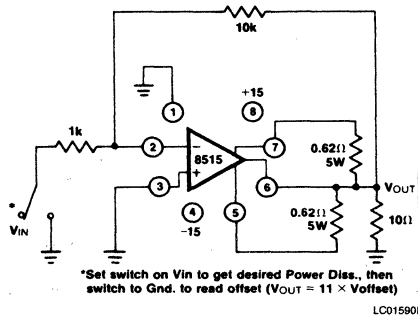 10k
1
+15
8
1k
2
8515
7
0.62Ω
5W
3
6
VOUT
*
VIN
4
-15
5
0.62Ω
5W
10Ω
*Set switch on Vin to get desired Power Diss., then
switch to Gnd. to read offset (VOUT = 11 × Voffset)
LC01590I